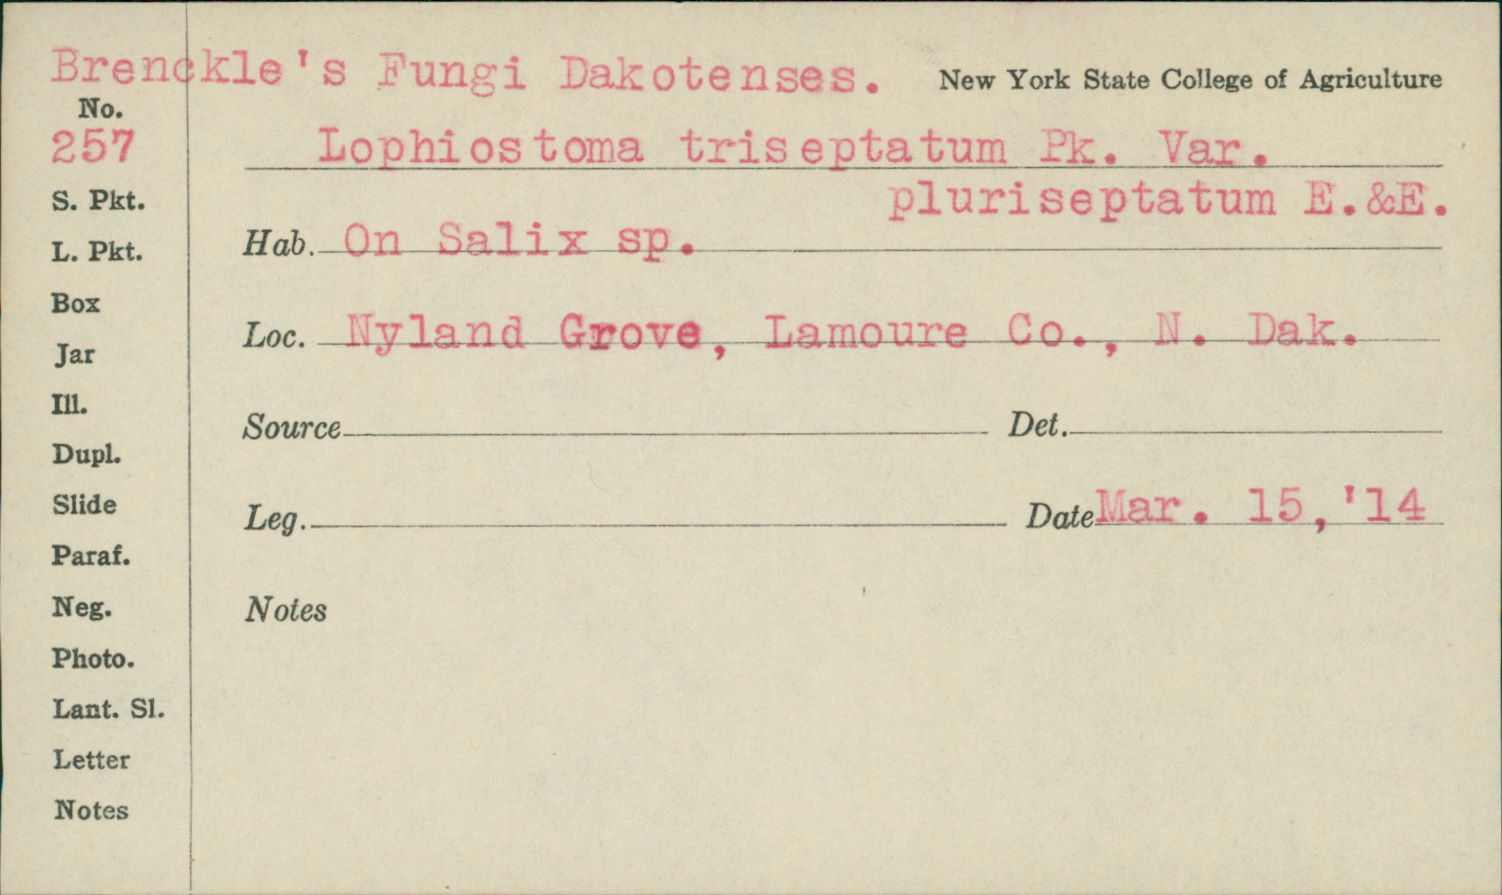 Brenckle's Fungi Dakotenses. New York State College of Agriculture
No.
257 Lophiostoma triseptatum Pk. Var.
pluriseptatum E.&E.
S. Pkt.
Hab. On Salix sp.
L. Pkt.
Box
Loc. Nyland Grove, Lamoure Co., N. Dak.
Jar
Ill.
Source Det.
Dupl.
Slide
Leg. Date Mar. 15,'14
Paraf.
Neg.
Notes
Photo.
Lant. Sl.
Letter
Notes